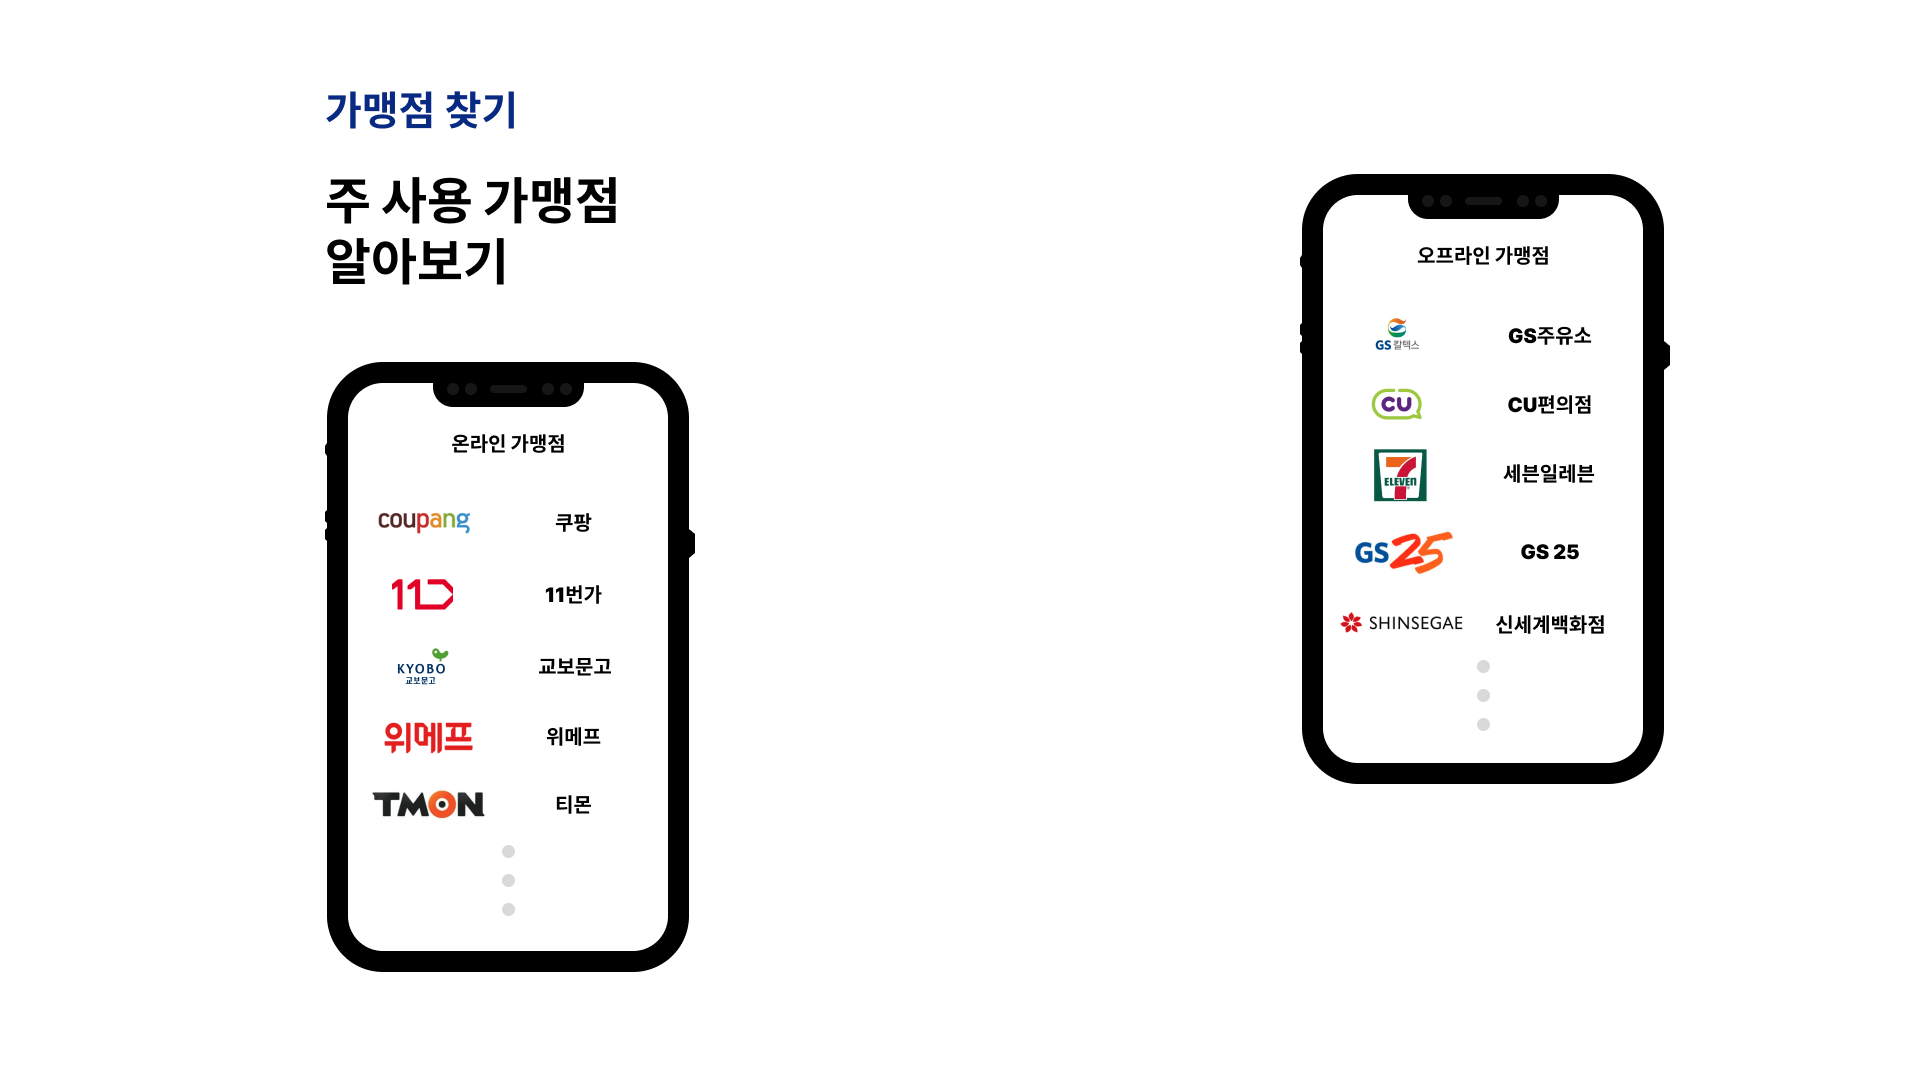 가맹점 찾기
주 사용 가맹점
알아보기
온라인 가맹점
coupang 쿠팡
11 11번가
KYOBO
교보문고 교보문고
위메프 위메프
TMON 티몬
오프라인 가맹점
GS칼텍스 GS주유소
CU CU편의점
7 ELEVEN 세븐일레븐
GS25 GS 25
SHINSEGAE 신세계백화점